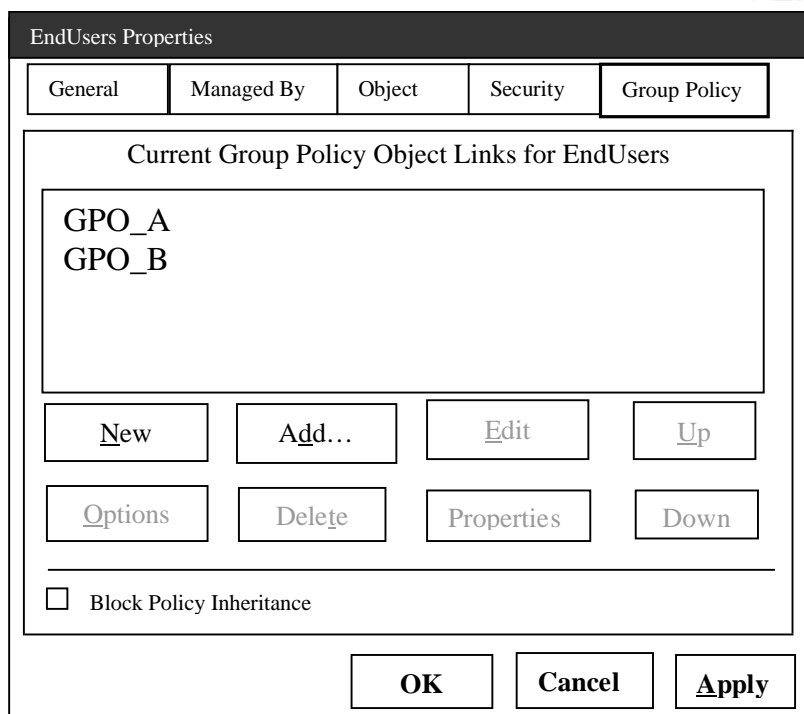 EndUsers Properties
General Managed By Object Security Group Policy
Current Group Policy Object Links for EndUsers
GPO_A
GPO_B
New Add… Edit Up
Options Delete Properties Down
Block Policy Inheritance
OK Cancel Apply